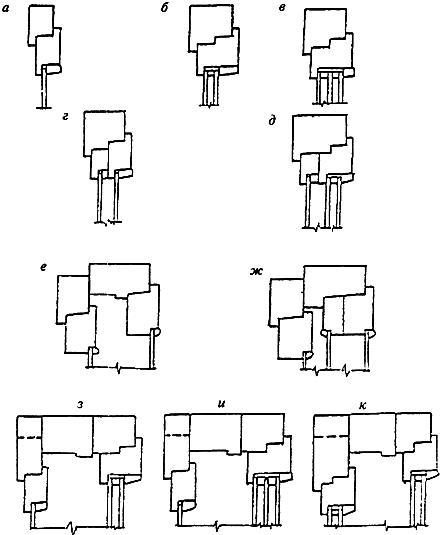 а б в
г д
е ж
з и к